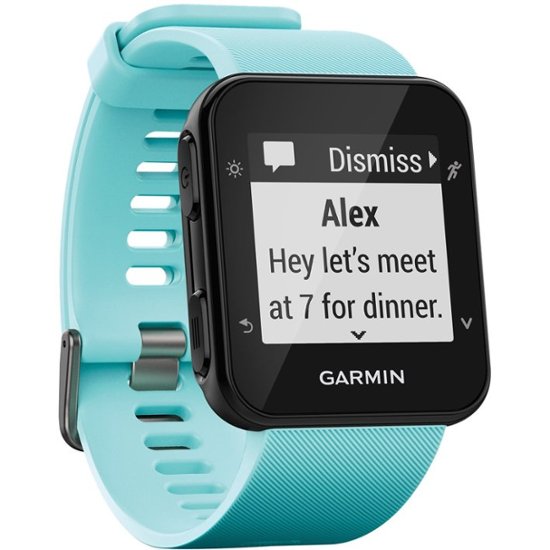 Dismiss
Alex
Hey let's meet
at 7 for dinner.
GARMIN